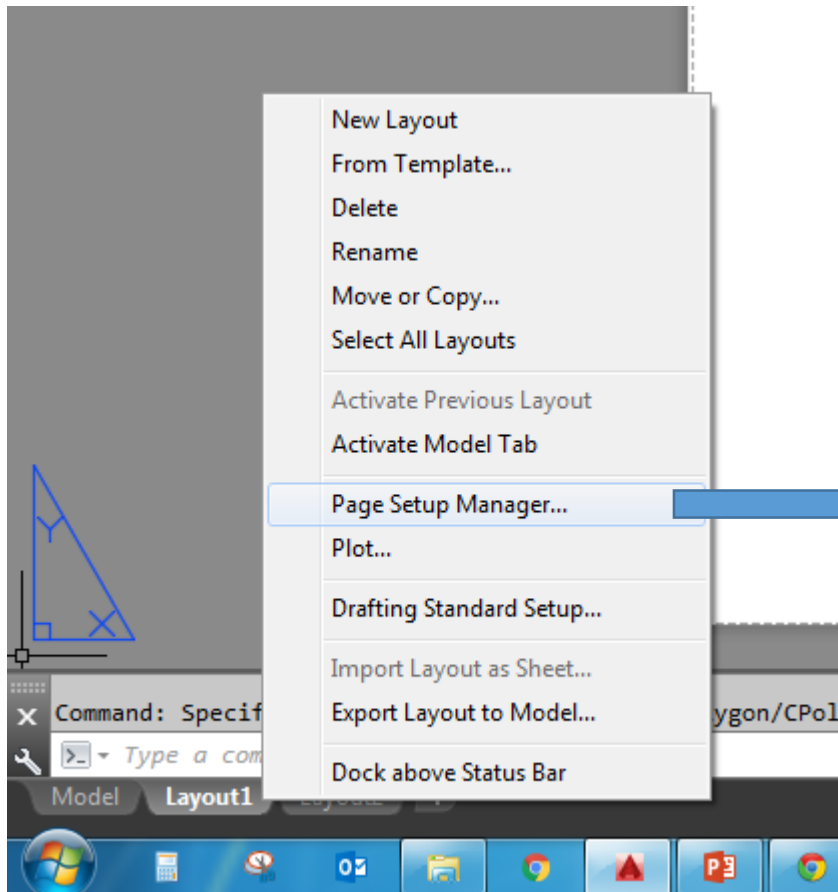 New Layout
From Template...
Delete
Rename
Move or Copy...
Select All Layouts
Activate Previous Layout
Activate Model Tab
Page Setup Manager...
Plot...
Drafting Standard Setup...
Import Layout as Sheet...
Export Layout to Model...
Dock above Status Bar
Y
X
Command: Specif ygon/CPol
Type a com
Model Layout1